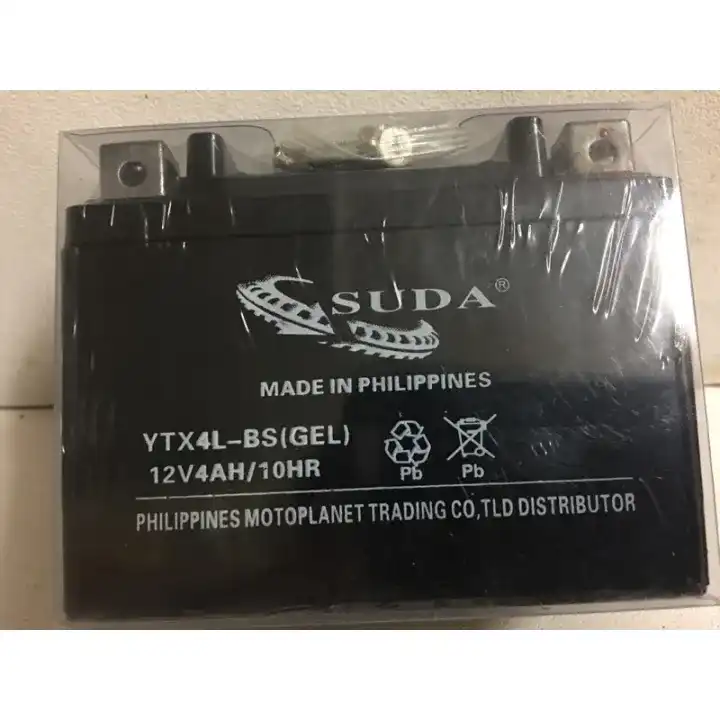 SUDA®
MADE IN PHILIPPINES
YTX4L-BS(GEL)
12V4AH/10HR
Pb
Pb
PHILIPPINES MOTOPLANET TRADING CO,TLD DISTRIBUTOR